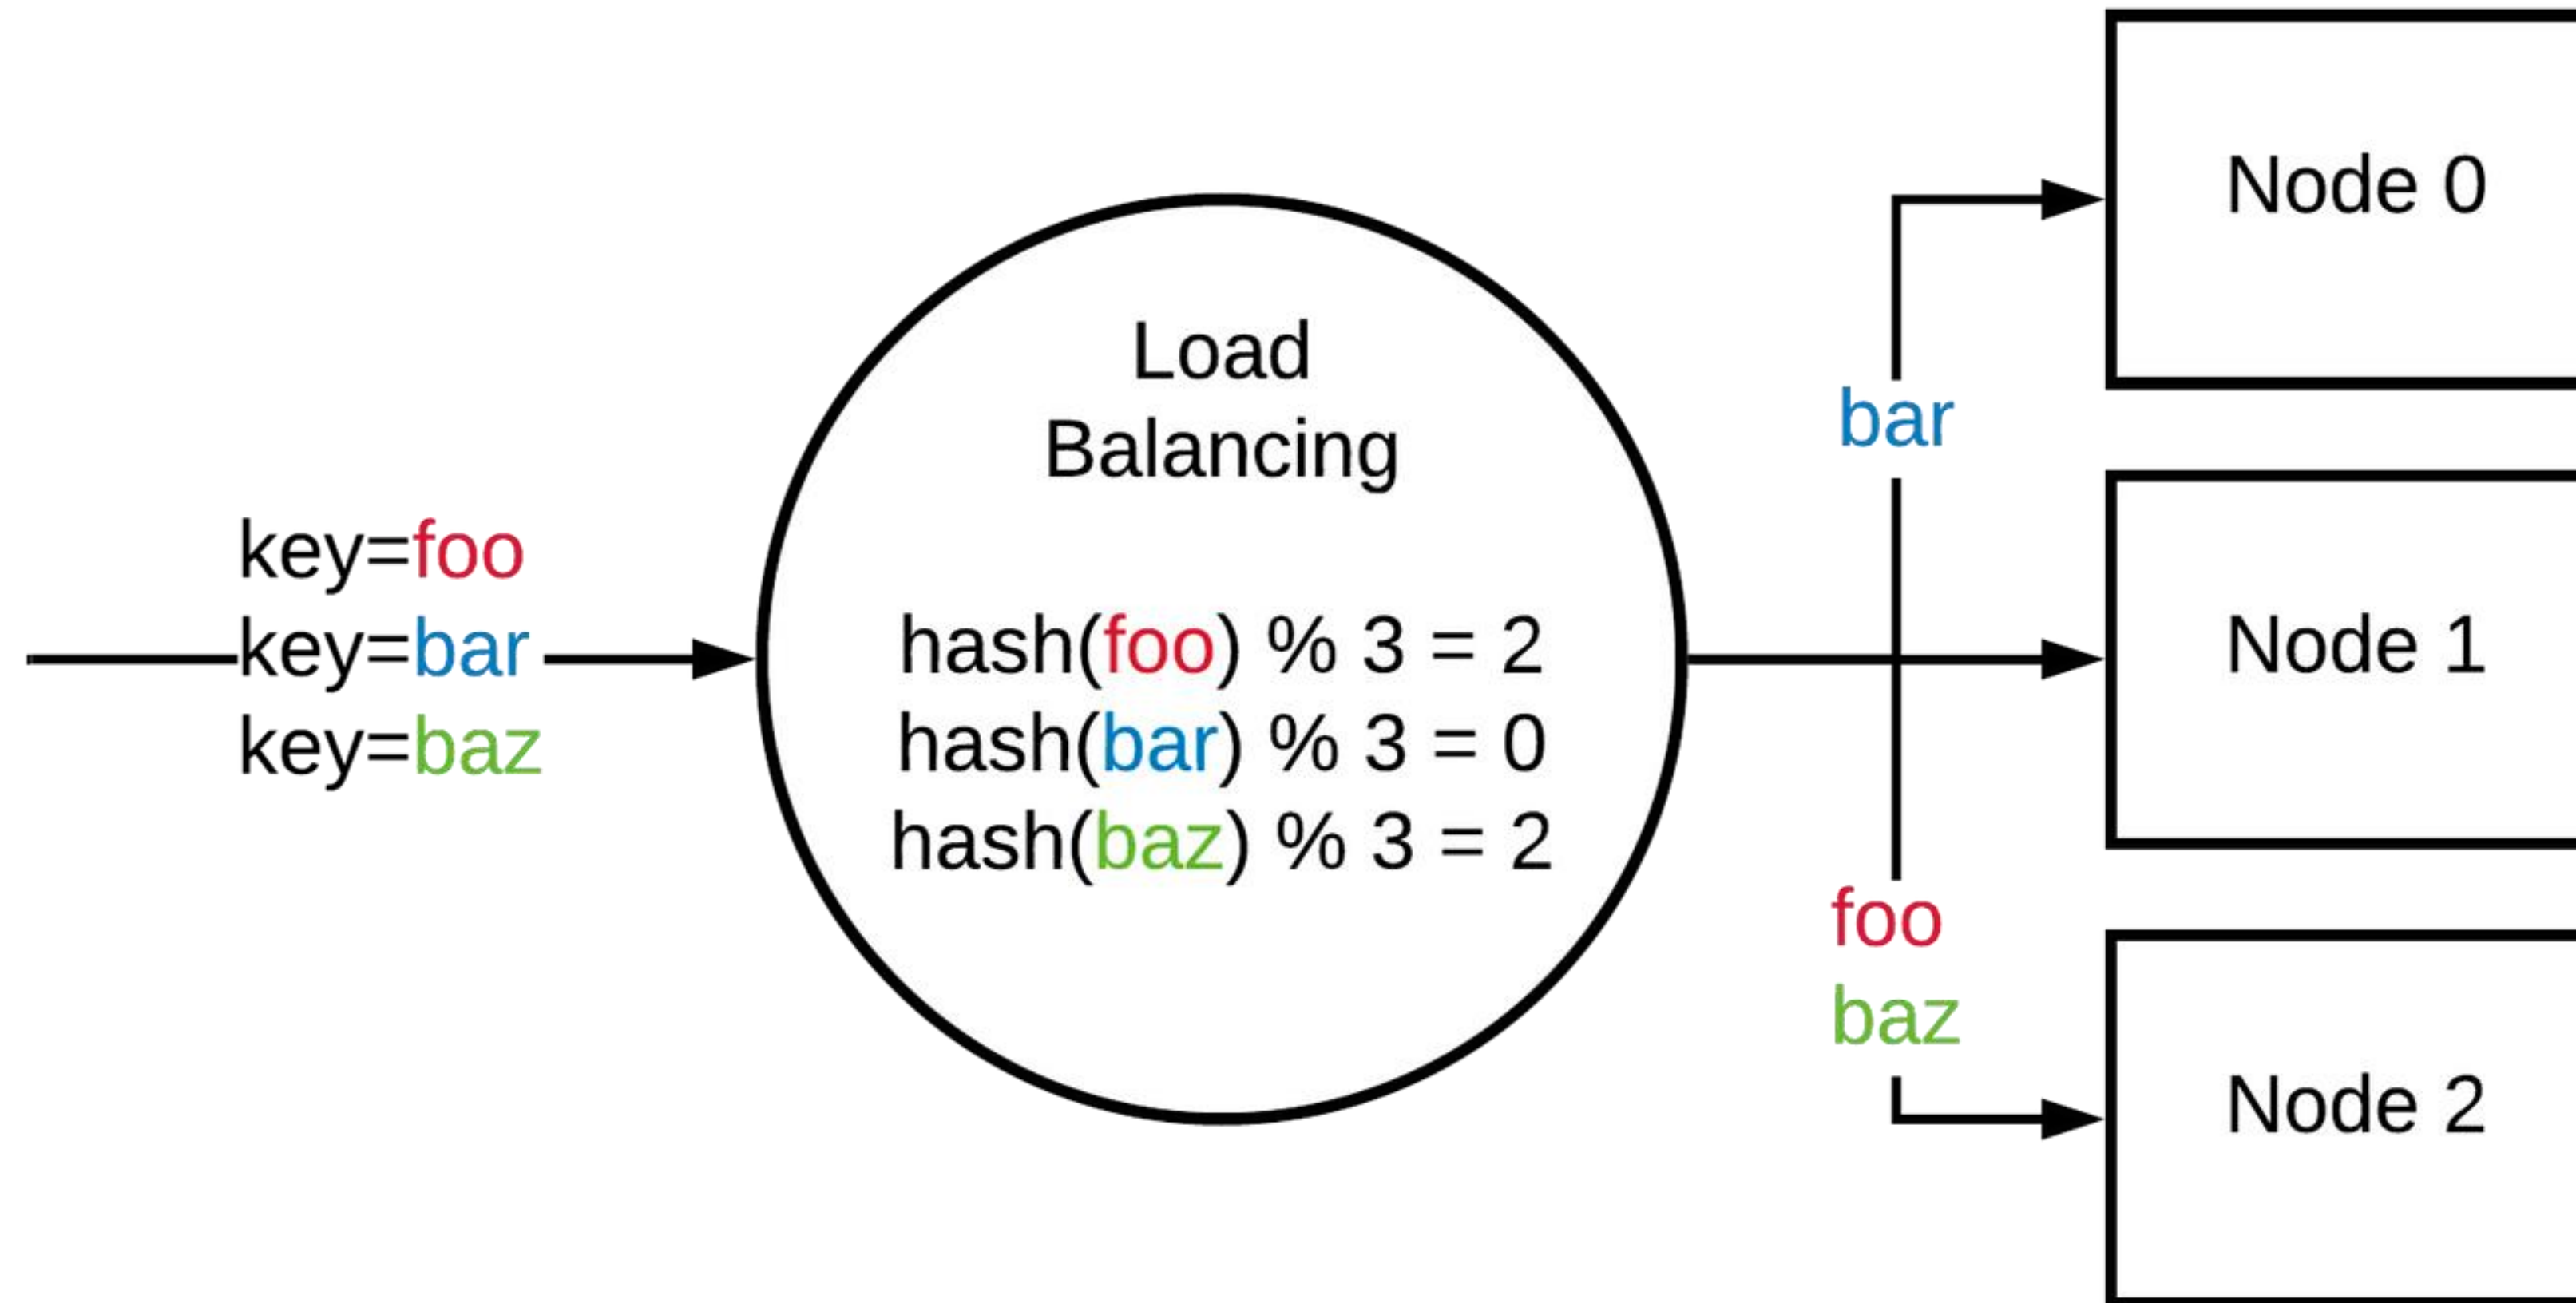 key=foo
key=bar
key=baz
Load
Balancing
hash(foo) % 3 = 2
hash(bar) % 3 = 0
hash(baz) % 3 = 2
bar
foo
baz
Node 0
Node 1
Node 2